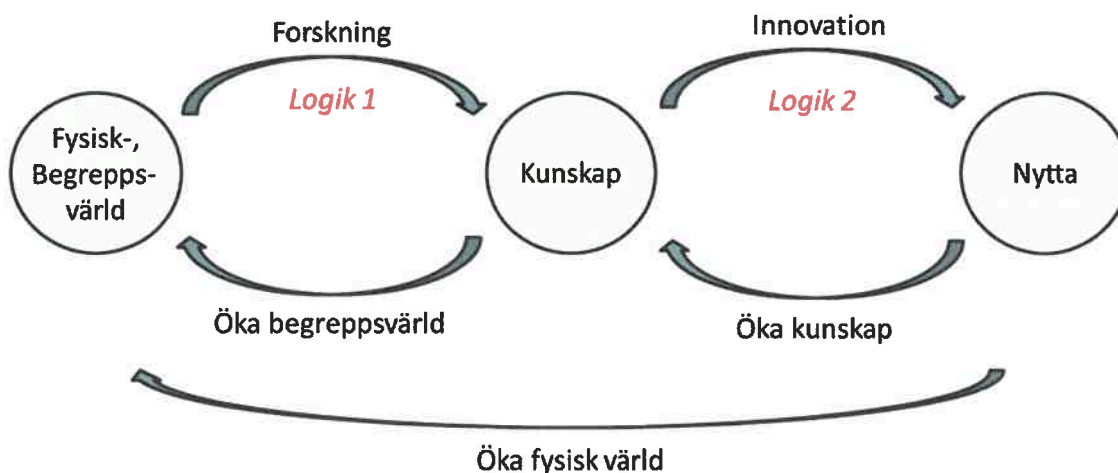 Forskning
Innovation
Logik 1
Logik 2
Fysisk-,
Begrepps-
värld
Kunskap
Nytta
Öka begreppsvärld
Öka kunskap
Öka fysisk värld